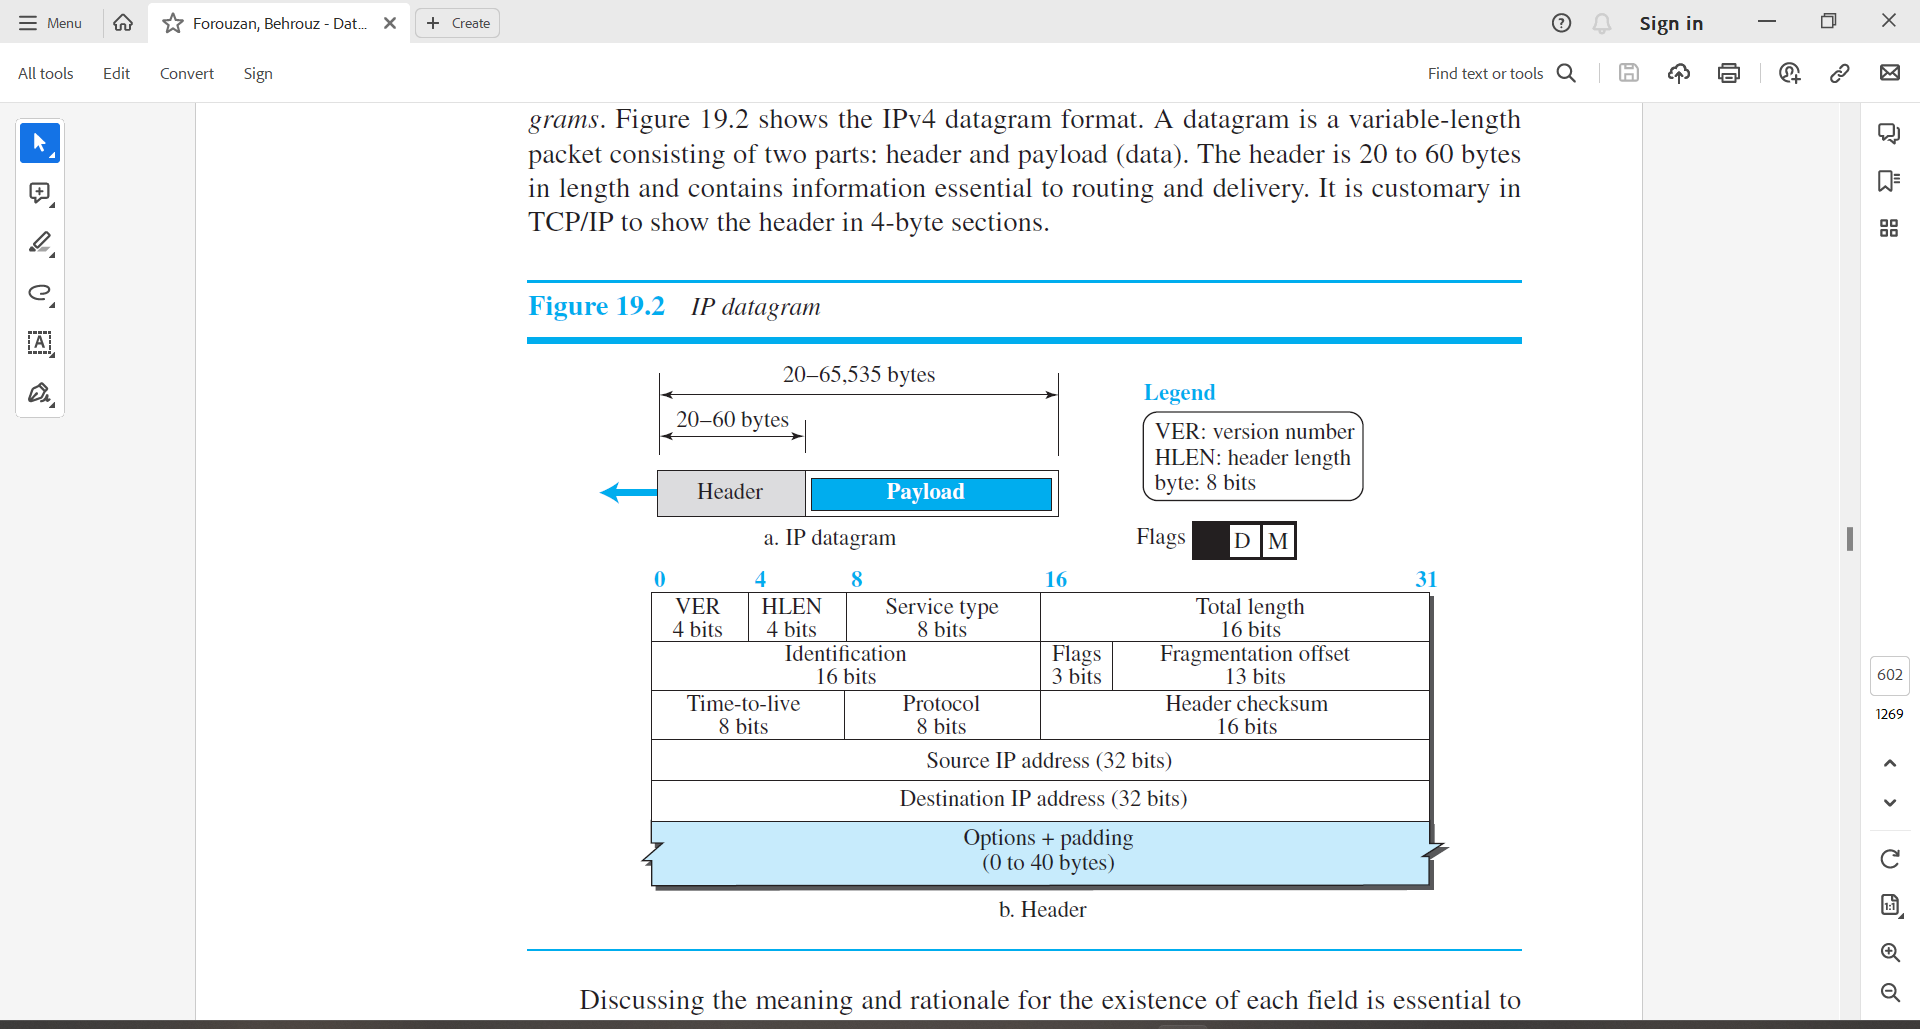 Menu
Forouzan, Behrouz - Dat...
Create
Sign in
All tools
Edit
Convert
Sign
Find text or tools
grams. Figure 19.2 shows the IPv4 datagram format. A datagram is a variable-length
packet consisting of two parts: header and payload (data). The header is 20 to 60 bytes
in length and contains information essential to routing and delivery. It is customary in
TCP/IP to show the header in 4-byte sections.
Figure 19.2 IP datagram
20–65,535 bytes
20–60 bytes
Header
Payload
a. IP datagram
Legend
VER: version number
HLEN: header length
byte: 8 bits
Flags D M
0 4 8 16 31
VER
4 bits
HLEN
4 bits
Service type
8 bits
Total length
16 bits
Identification
16 bits
Flags
3 bits
Fragmentation offset
13 bits
Time-to-live
8 bits
Protocol
8 bits
Header checksum
16 bits
Source IP address (32 bits)
Destination IP address (32 bits)
Options + padding
(0 to 40 bytes)
b. Header
Discussing the meaning and rationale for the existence of each field is essential to
602
1269